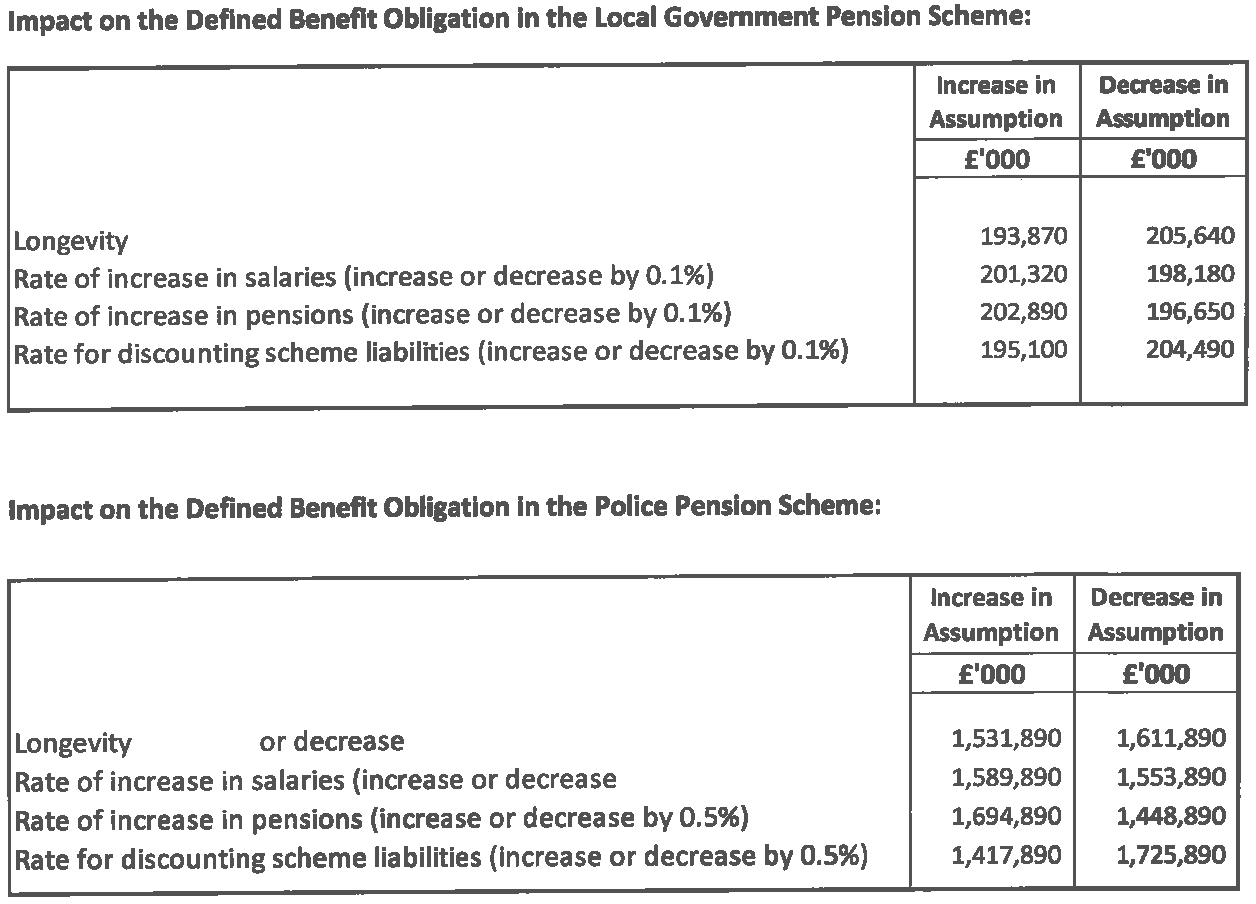 Impact on the Defined Benefit Obligation in the Local Government Pension Scheme:
Increase in Decrease in
Assumption Assumption
£'000 £'000
Longevity 193,870 205,640
Rate of increase in salaries (increase or decrease by 0.1%) 201,320 198,180
Rate of increase in pensions (increase or decrease by 0.1%) 202,890 196,650
Rate for discounting scheme liabilities (increase or decrease by 0.1%) 195,100 204,490
Impact on the Defined Benefit Obligation in the Police Pension Scheme:
Increase in Decrease in
Assumption Assumption
£'000 £'000
Longevity or decrease 1,531,890 1,611,890
Rate of increase in salaries (increase or decrease 1,589,890 1,553,890
Rate of increase in pensions (increase or decrease by 0.5%) 1,694,890 1,448,890
Rate for discounting scheme liabilities (increase or decrease by 0.5%) 1,417,890 1,725,890